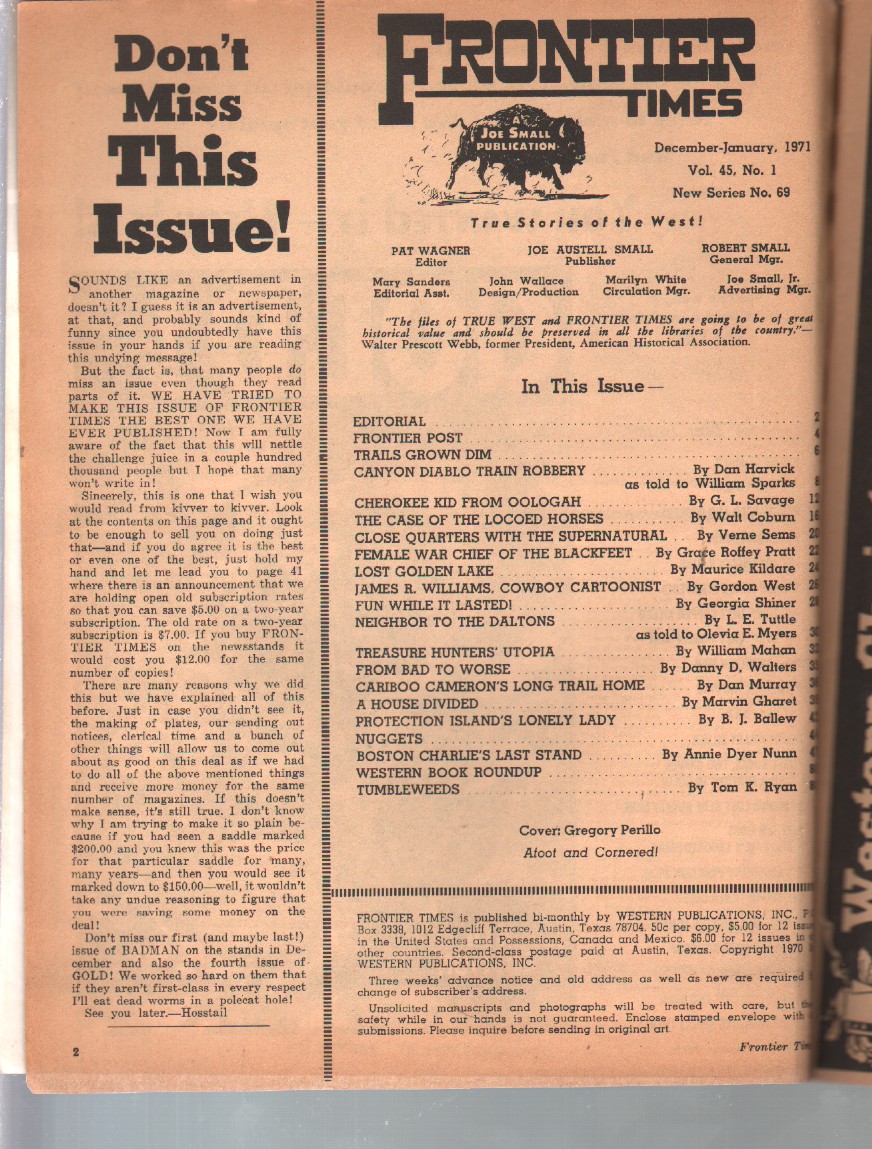 Don't
Miss
This
Issue!
SOUNDS LIKE an advertisement in
another magazine or newspaper,
doesn't it? I guess it is an advertisement,
at that, and probably sounds kind of
funny since you undoubtedly have this
issue in your hands if you are reading
this undying message!
But the fact is, that many people do
miss an issue even though they read
parts of it. WE HAVE TRIED TO
MAKE THIS ISSUE OF FRONTIER
TIMES THE BEST ONE WE HAVE
EVER PUBLISHED! Now I am fully
aware of the fact that this will nettle
the challenge juice in a couple hundred
thousand people but I hope that many
won't write in!
Sincerely, this is one that I wish you
would read from kivver to kivver. Look
at the contents on this page and it ought
to be enough to sell you on doing just
that—and if you do agree it is the best
or even one of the best, just hold my
hand and let me lead you to page 41
where there is an announcement that we
are holding open old subscription rates
so that you can save $5.00 on a two-year
subscription. The old rate on a two-year
subscription is $7.00. If you buy FRON-
TIER TIMES on the newsstands it
would cost you $12.00 for the same
number of copies!
There are many reasons why we did
this but we have explained all of this
before. Just in case you didn't see it,
the making of plates, our sending out
notices, clerical time and a bunch of
other things will allow us to come out
about as good on this deal as if we had
to do all of the above mentioned things
and receive more money for the same
number of magazines. If this doesn't
make sense, it's still true. I don't know
why I am trying to make it so plain be-
cause if you had seen a saddle marked
$200.00 and you knew this was the price
for that particular saddle for many,
many years—and then you would see it
marked down to $150.00—well, it wouldn't
take any undue reasoning to figure that
you were saving some money on the
deal!
Don't miss our first (and maybe last!)
issue of BADMAN on the stands in De-
cember and also the fourth issue of
GOLD! We worked so hard on them that
if they aren't first-class in every respect
I'll eat dead worms in a polecat hole!
See you later.—Hosstail
2
FRONTIER
TIMES
A
JOE SMALL
PUBLICATION
December-January, 1971
Vol. 45, No. 1
New Series No. 69
True Stories of the West!
PAT WAGNER JOE AUSTELL SMALL ROBERT SMALL
Editor Publisher General Mgr.
Mary Sanders John Wallace Marilyn White Joe Small, Jr.
Editorial Asst. Design/Production Circulation Mgr. Advertising Mgr.
"The files of TRUE WEST and FRONTIER TIMES are going to be of great
historical value and should be preserved in all the libraries of the country."—
Walter Prescott Webb, former President, American Historical Association.
In This Issue—
EDITORIAL 2
FRONTIER POST 4
TRAILS GROWN DIM 6
CANYON DIABLO TRAIN ROBBERY By Dan Harvick
as told to William Sparks 8
CHEROKEE KID FROM OOLOGAH By G. L. Savage 12
THE CASE OF THE LOCOED HORSES By Walt Coburn 16
CLOSE QUARTERS WITH THE SUPERNATURAL By Verne Sems 20
FEMALE WAR CHIEF OF THE BLACKFEET By Grace Roffey Pratt 22
LOST GOLDEN LAKE By Maurice Kildare 24
JAMES R. WILLIAMS, COWBOY CARTOONIST By Gordon West
FUN WHILE IT LASTED! By Georgia Shiner
NEIGHBOR TO THE DALTONS By L. E. Tuttle
as told to Olevia E. Myers
TREASURE HUNTERS' UTOPIA By William Mahan
FROM BAD TO WORSE By Danny D. Walters
CARIBOO CAMERON'S LONG TRAIL HOME By Dan Murray
A HOUSE DIVIDED By Marvin Gharet
PROTECTION ISLAND'S LONELY LADY By B. J. Ballew
NUGGETS
BOSTON CHARLIE'S LAST STAND By Annie Dyer Nunn
WESTERN BOOK ROUNDUP
TUMBLEWEEDS By Tom K. Ryan
Cover: Gregory Perillo
Afoot and Cornered!
FRONTIER TIMES is published bi-monthly by WESTERN PUBLICATIONS, INC.,
Box 3338, 1012 Edgecliff Terrace, Austin, Texas 78704. 50c per copy, $5.00 for 12
in the United States and Possessions, Canada and Mexico. $6.00 for 12 issues in
other countries. Second-class postage paid at Austin, Texas. Copyright 1970
WESTERN PUBLICATIONS, INC.
Three weeks' advance notice and old address as well as new are required
change of subscriber's address.
Unsolicited manuscripts and photographs will be treated with care, but
safety while in our hands is not guaranteed. Enclose stamped envelope with
submissions. Please inquire before sending in original art.
Frontier
Western